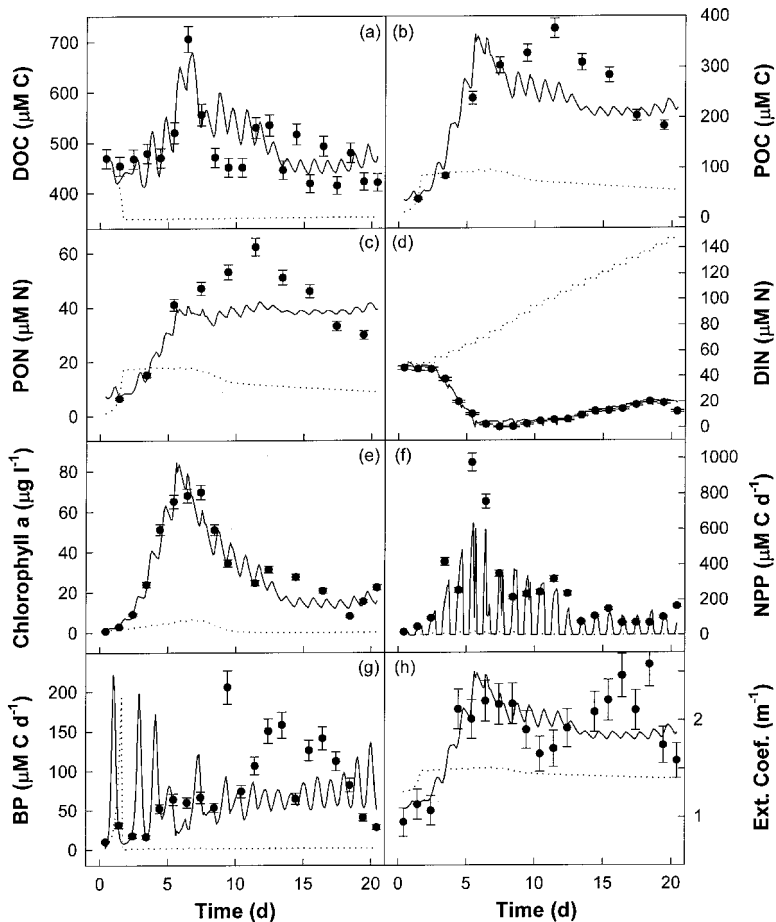 (a)
700
600
500
400
DOC (µM C)
(b)
400
300
200
100
0
POC (µM C)
(c)
60
40
20
0
PON (µM N)
(d)
140
120
100
80
60
40
20
0
DIN (µM N)
(e)
80
60
40
20
0
Chlorophyll a (µg l⁻¹)
(f)
1000
800
600
400
200
0
NPP (µM C d⁻¹)
(g)
200
150
100
50
0
BP (µM C d⁻¹)
(h)
2
1
Ext. Coef. (m⁻¹)
0 5 10 15 20
0 5 10 15 20
Time (d)
Time (d)